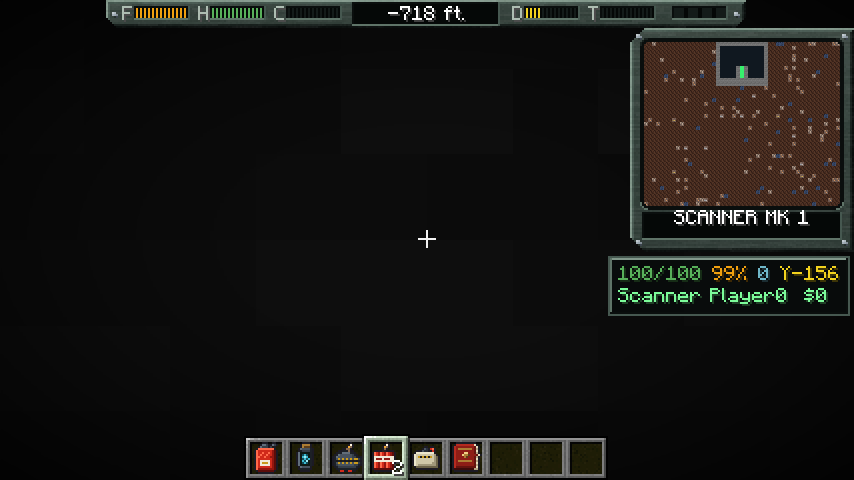 F H C -718 ft. D T
SCANNER MK 1
100/100 99% 0 Y-156
Scanner Player0 $0
2